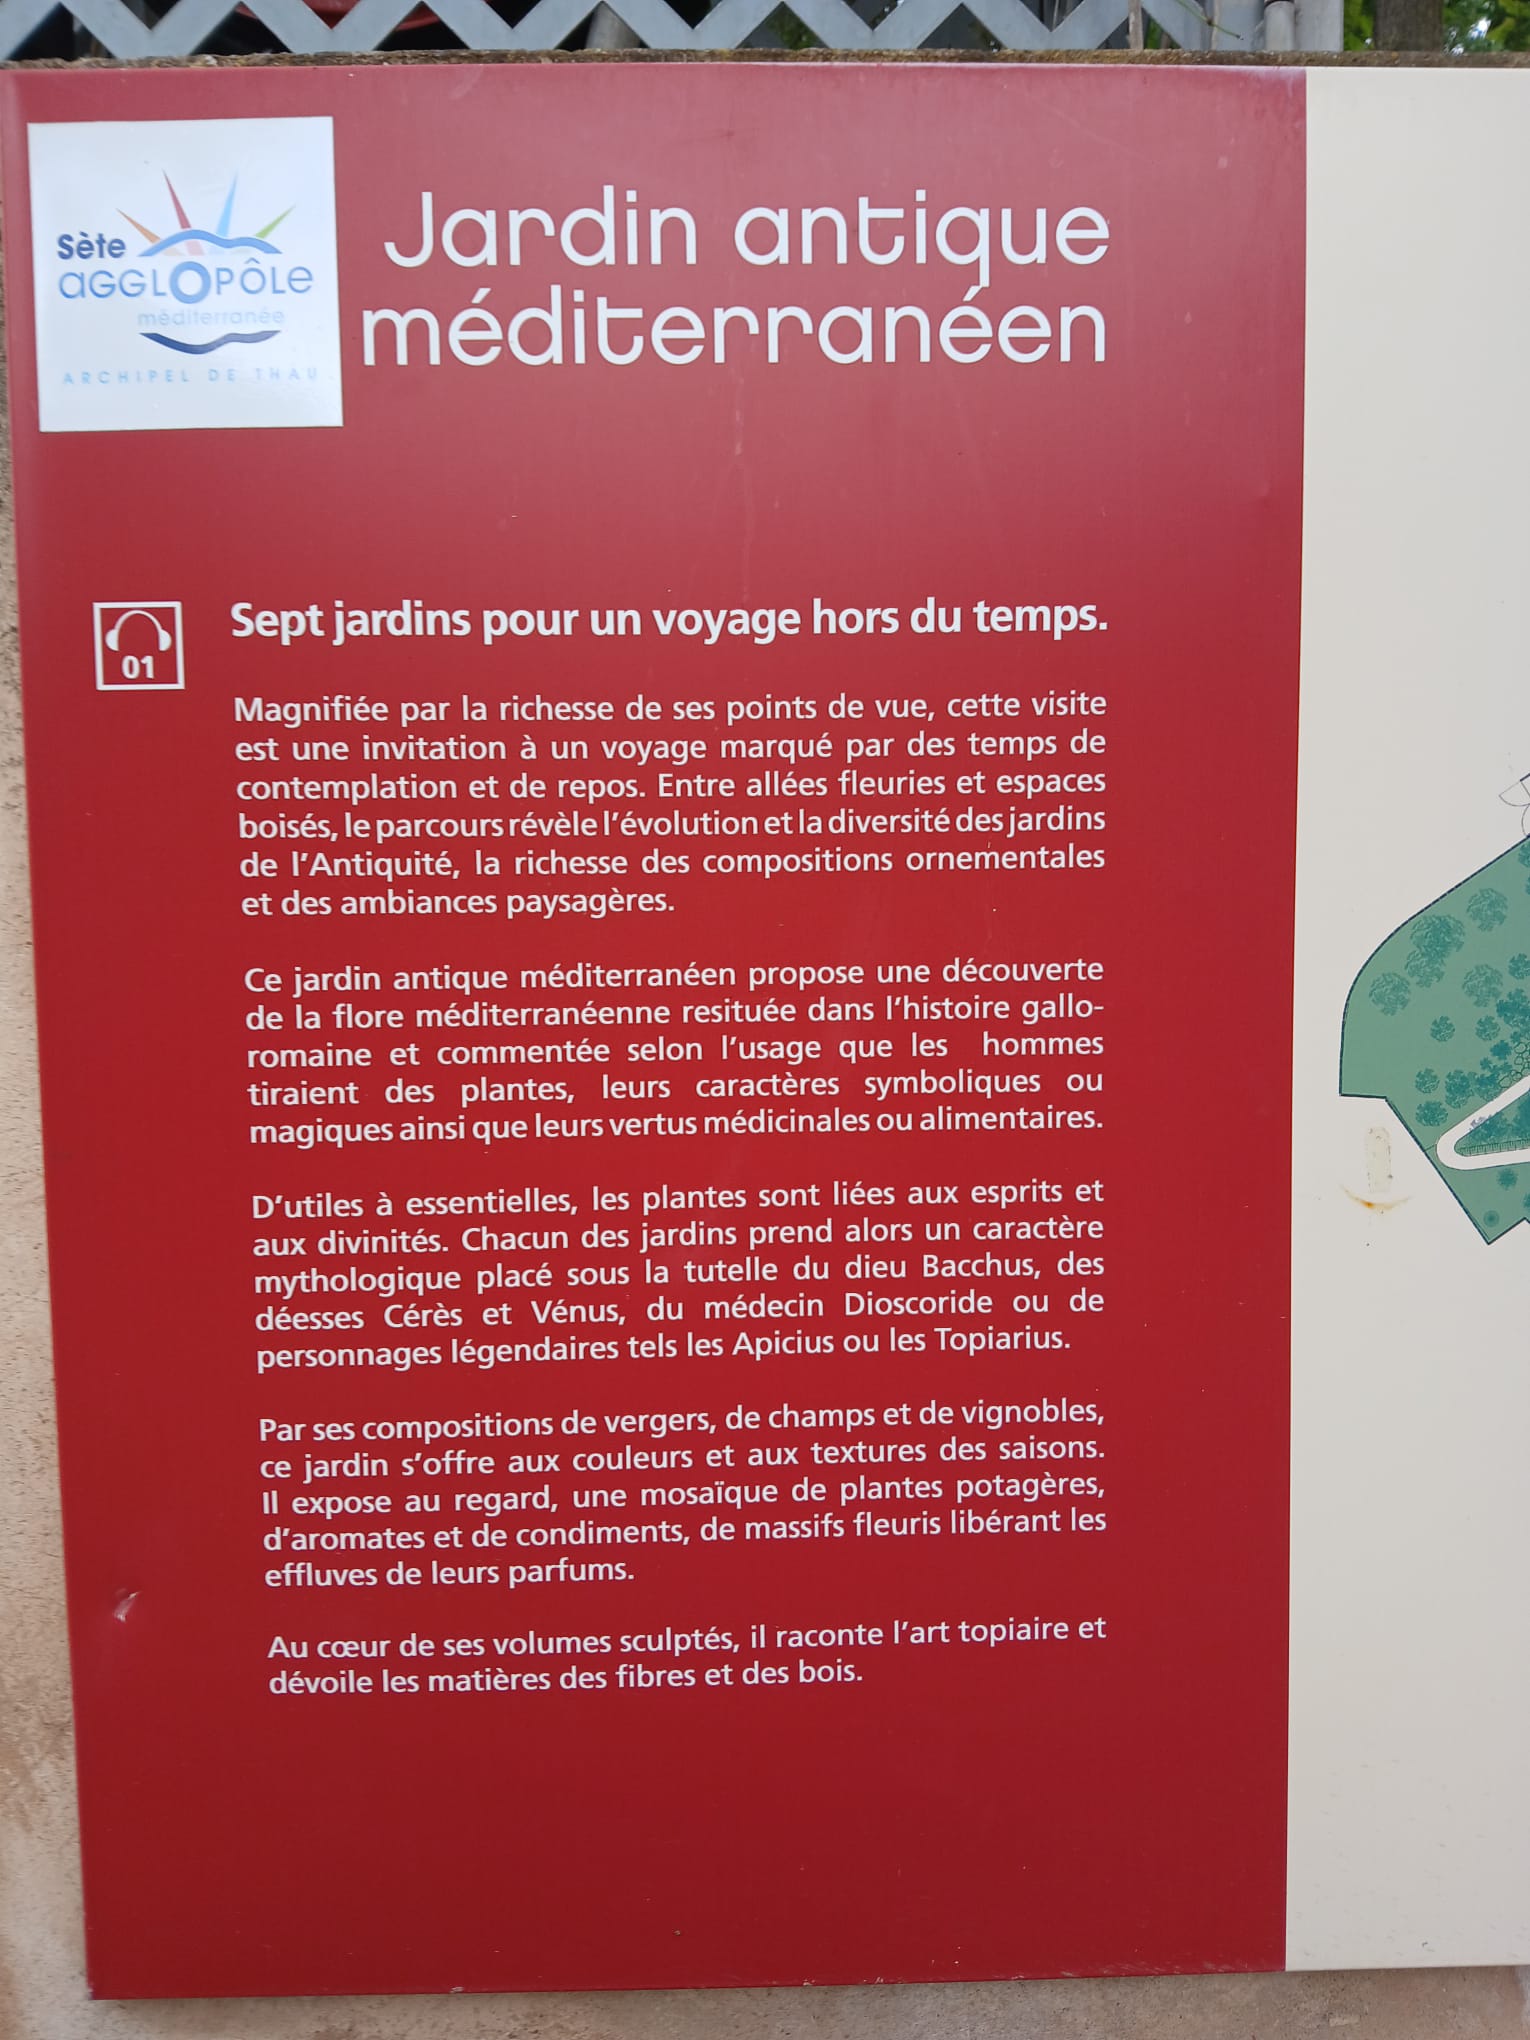 Sète
aGGLOPÔLe
méditerranée
ARCHIPEL DE THAU
Jardin antique
méditerranéen
01
Sept jardins pour un voyage hors du temps.
Magnifiée par la richesse de ses points de vue, cette visite
est une invitation à un voyage marqué par des temps de
contemplation et de repos. Entre allées fleuries et espaces
boisés, le parcours révèle l'évolution et la diversité des jardins
de l'Antiquité, la richesse des compositions ornementales
et des ambiances paysagères.
Ce jardin antique méditerranéen propose une découverte
de la flore méditerranéenne resituée dans l'histoire gallo-
romaine et commentée selon l'usage que les hommes
tiraient des plantes, leurs caractères symboliques ou
magiques ainsi que leurs vertus médicinales ou alimentaires.
D'utiles à essentielles, les plantes sont liées aux esprits et
aux divinités. Chacun des jardins prend alors un caractère
mythologique placé sous la tutelle du dieu Bacchus, des
déesses Cérès et Vénus, du médecin Dioscoride ou de
personnages légendaires tels les Apicius ou les Topiarius.
Par ses compositions de vergers, de champs et de vignobles,
ce jardin s'offre aux couleurs et aux textures des saisons.
Il expose au regard, une mosaïque de plantes potagères,
d'aromates et de condiments, de massifs fleuris libérant les
effluves de leurs parfums.
Au cœur de ses volumes sculptés, il raconte l'art topiaire et
dévoile les matières des fibres et des bois.